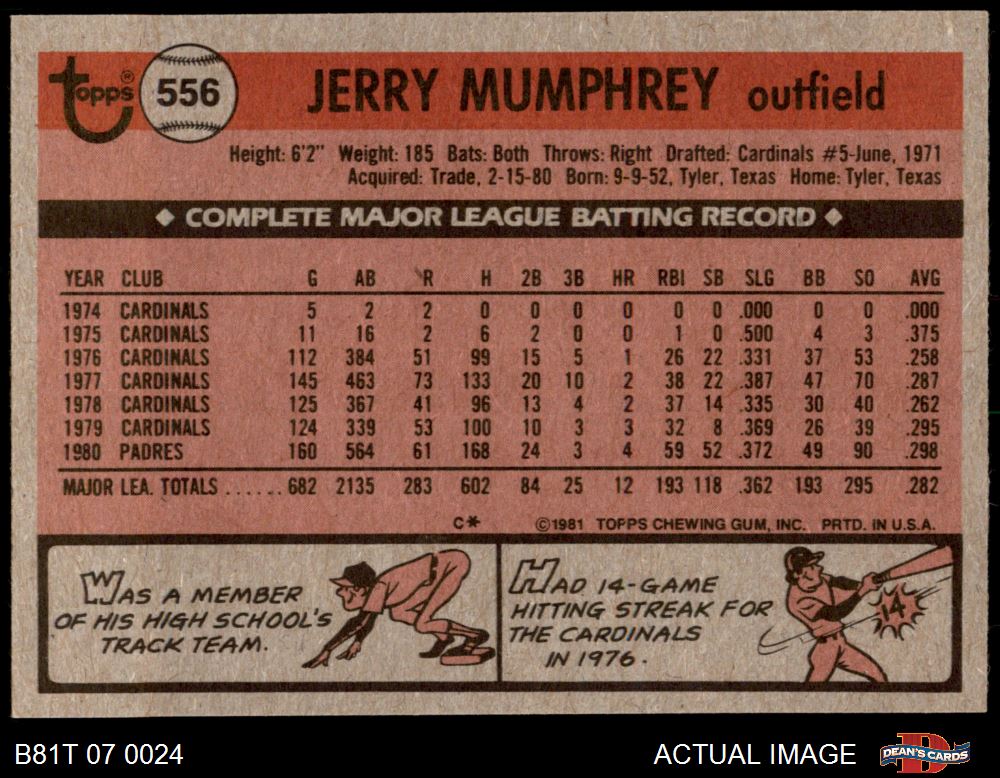 topps® 556 JERRY MUMPHREY outfield
Height: 6'2" Weight: 185 Bats: Both Throws: Right Drafted: Cardinals #5-June, 1971
Acquired: Trade, 2-15-80 Born: 9-9-52, Tyler, Texas Home: Tyler, Texas
◆ COMPLETE MAJOR LEAGUE BATTING RECORD ◆
YEAR CLUB G AB R H 2B 3B HR RBI SB SLG BB SO AVG
1974 CARDINALS 5 2 2 0 0 0 0 0 0 .000 0 0 .000
1975 CARDINALS 11 16 2 6 2 0 0 1 0 .500 4 3 .375
1976 CARDINALS 112 384 51 99 15 5 1 26 22 .331 37 53 .258
1977 CARDINALS 145 463 73 133 20 10 2 38 22 .387 47 70 .287
1978 CARDINALS 125 367 41 96 13 4 2 37 14 .335 30 40 .262
1979 CARDINALS 124 339 53 100 10 3 3 32 8 .369 26 39 .295
1980 PADRES 160 564 61 168 24 3 4 59 52 .372 49 90 .298
MAJOR LEA. TOTALS ...... 682 2135 283 602 84 25 12 193 118 .362 193 295 .282
C* ©1981 TOPPS CHEWING GUM, INC. PRTD. IN U.S.A.
WAS A MEMBER
OF HIS HIGH SCHOOL'S
TRACK TEAM.
HAD 14-GAME
HITTING STREAK FOR
THE CARDINALS
IN 1976.
14
B81T 07 0024 ACTUAL IMAGE DEAN'S CARDS